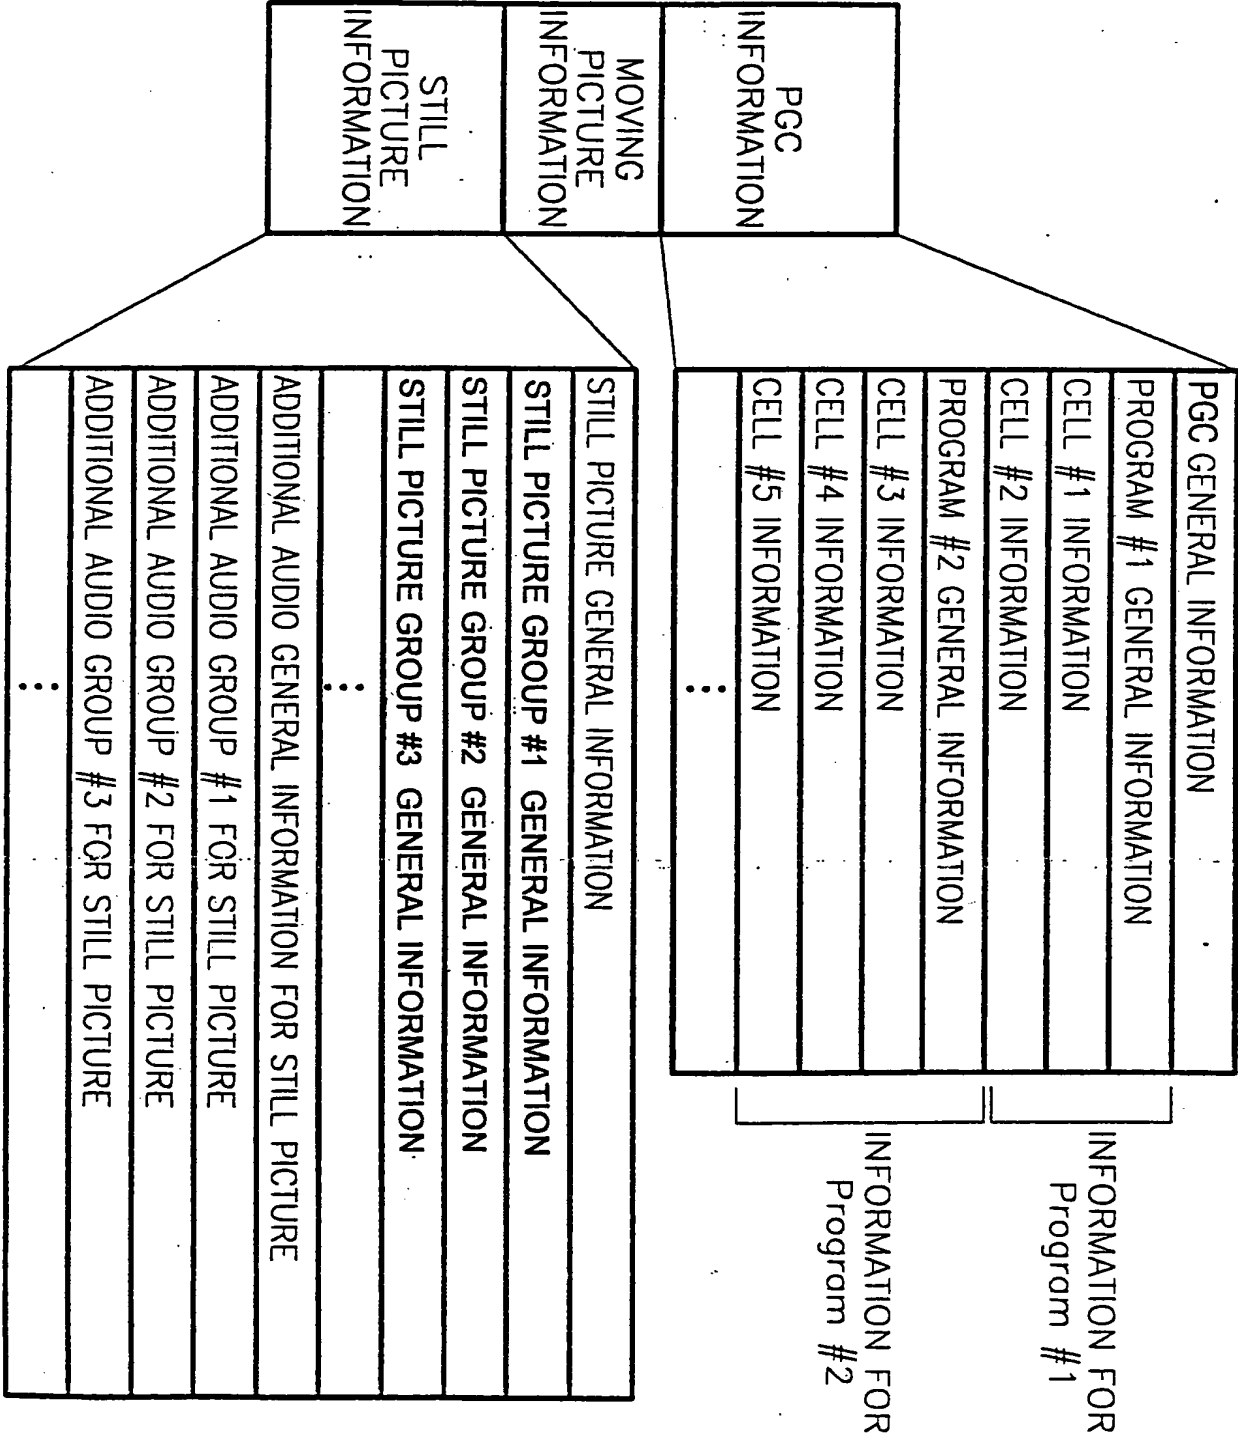 PGC
INFORMATION
MOVING
PICTURE
INFORMATION
STILL
PICTURE
INFORMATION
PGC GENERAL INFORMATION
PROGRAM #1 GENERAL INFORMATION
CELL #1 INFORMATION
CELL #2 INFORMATION
PROGRAM #2 GENERAL INFORMATION
CELL #3 INFORMATION
CELL #4 INFORMATION
CELL #5 INFORMATION
...
INFORMATION FOR
Program #1
INFORMATION FOR
Program #2
STILL PICTURE GENERAL INFORMATION
STILL PICTURE GROUP #1 GENERAL INFORMATION
STILL PICTURE GROUP #2 GENERAL INFORMATION
STILL PICTURE GROUP #3 GENERAL INFORMATION
...
ADDITIONAL AUDIO GENERAL INFORMATION FOR STILL PICTURE
ADDITIONAL AUDIO GROUP #1 FOR STILL PICTURE
ADDITIONAL AUDIO GROUP #2 FOR STILL PICTURE
ADDITIONAL AUDIO GROUP #3 FOR STILL PICTURE
...